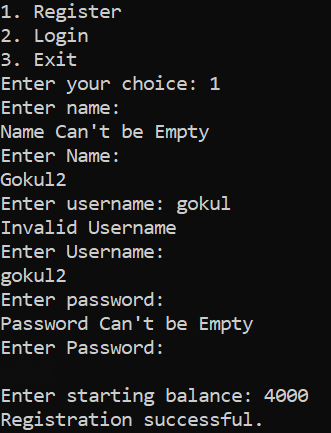 1. Register
2. Login
3. Exit
Enter your choice: 1
Enter name:
Name Can't be Empty
Enter Name:
Gokul2
Enter username: gokul
Invalid Username
Enter Username:
gokul2
Enter password:
Password Can't be Empty
Enter Password:
Enter starting balance: 4000
Registration successful.